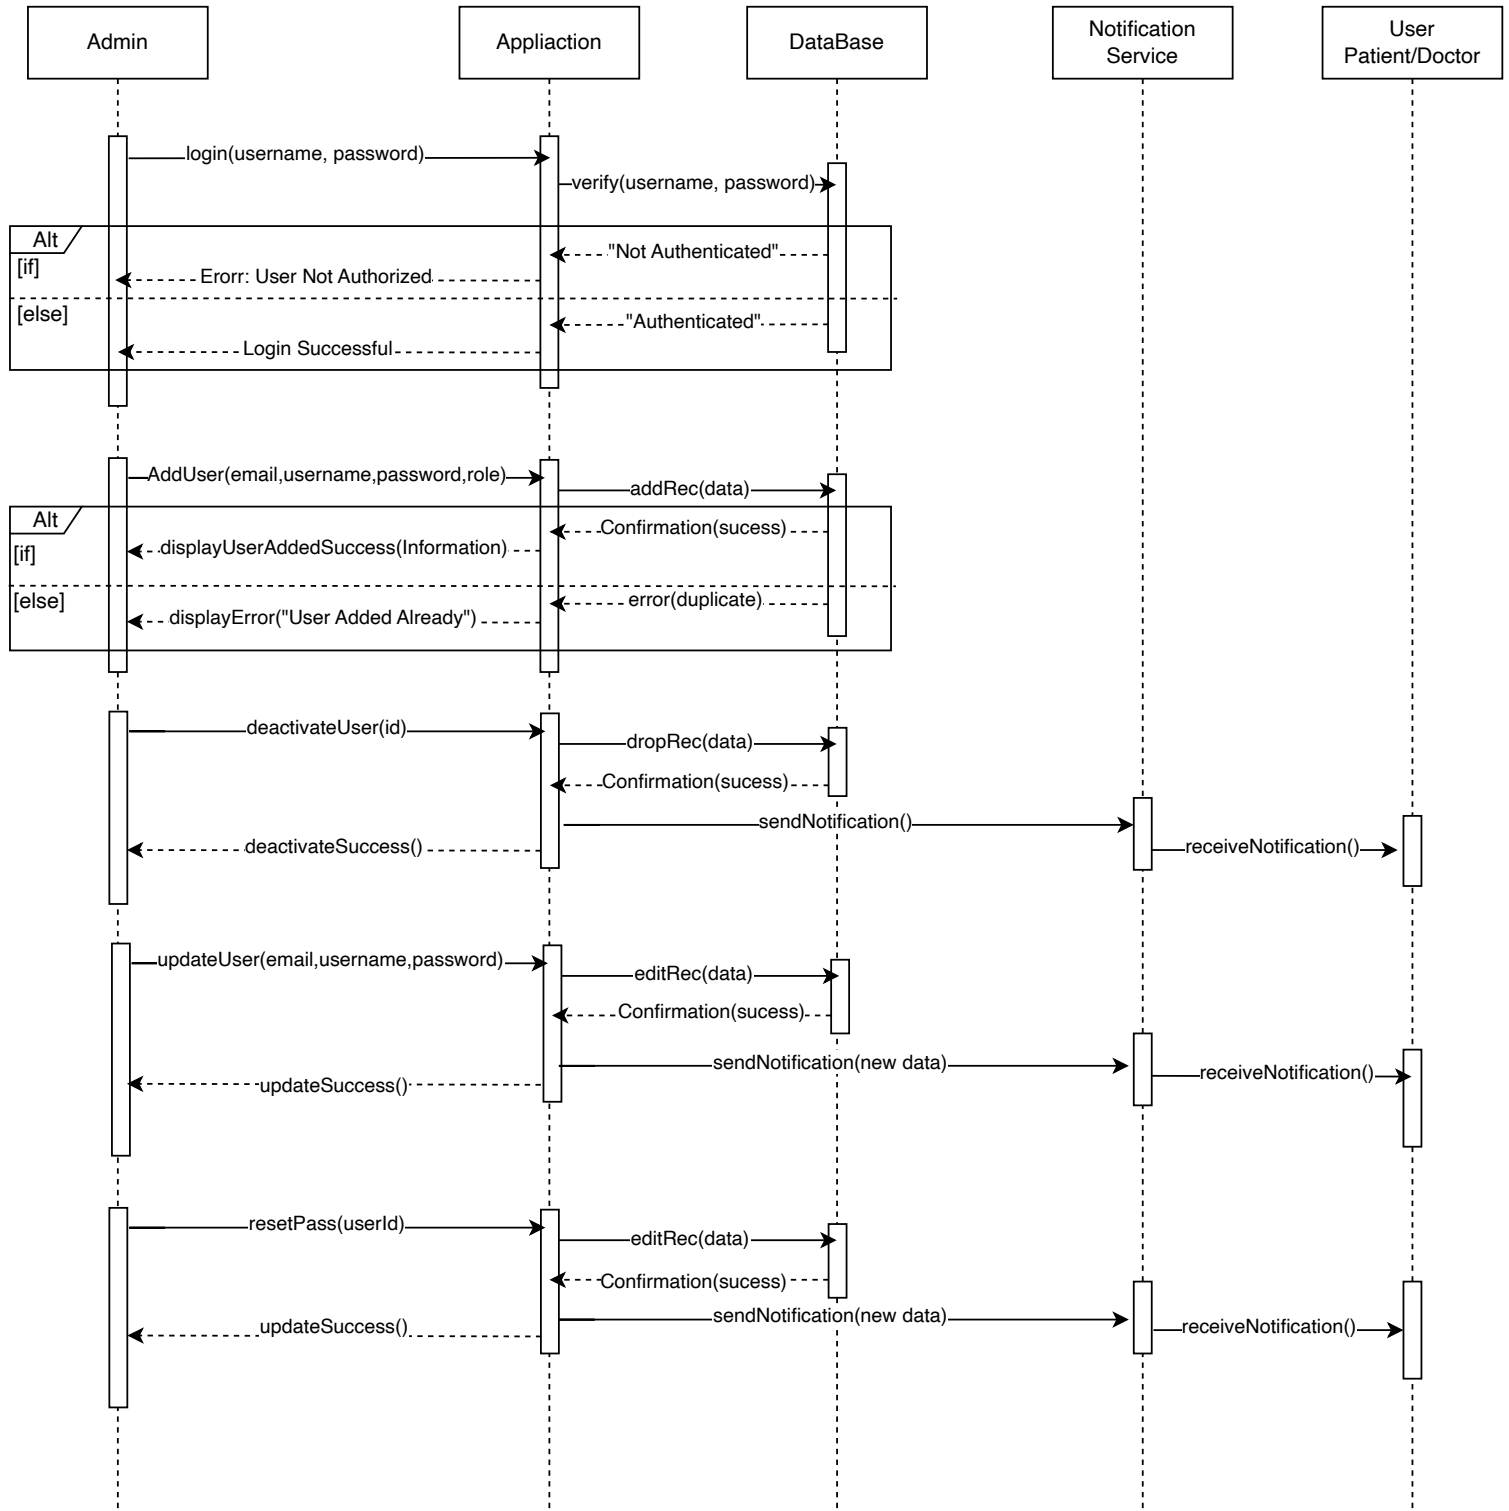 Admin
Appliaction
DataBase
Notification
Service
User
Patient/Doctor
login(username, password)
verify(username, password)
Alt
[if]
"Not Authenticated"
Erorr: User Not Authorized
[else]
"Authenticated"
Login Successful
AddUser(email,username,password,role)
addRec(data)
Alt
[if]
Confirmation(sucess)
displayUserAddedSuccess(Information)
[else]
error(duplicate)
displayError("User Added Already")
deactivateUser(id)
dropRec(data)
Confirmation(sucess)
sendNotification()
deactivateSuccess()
receiveNotification()
updateUser(email,username,password)
editRec(data)
Confirmation(sucess)
sendNotification(new data)
receiveNotification()
updateSuccess()
resetPass(userId)
editRec(data)
Confirmation(sucess)
sendNotification(new data)
updateSuccess()
receiveNotification()